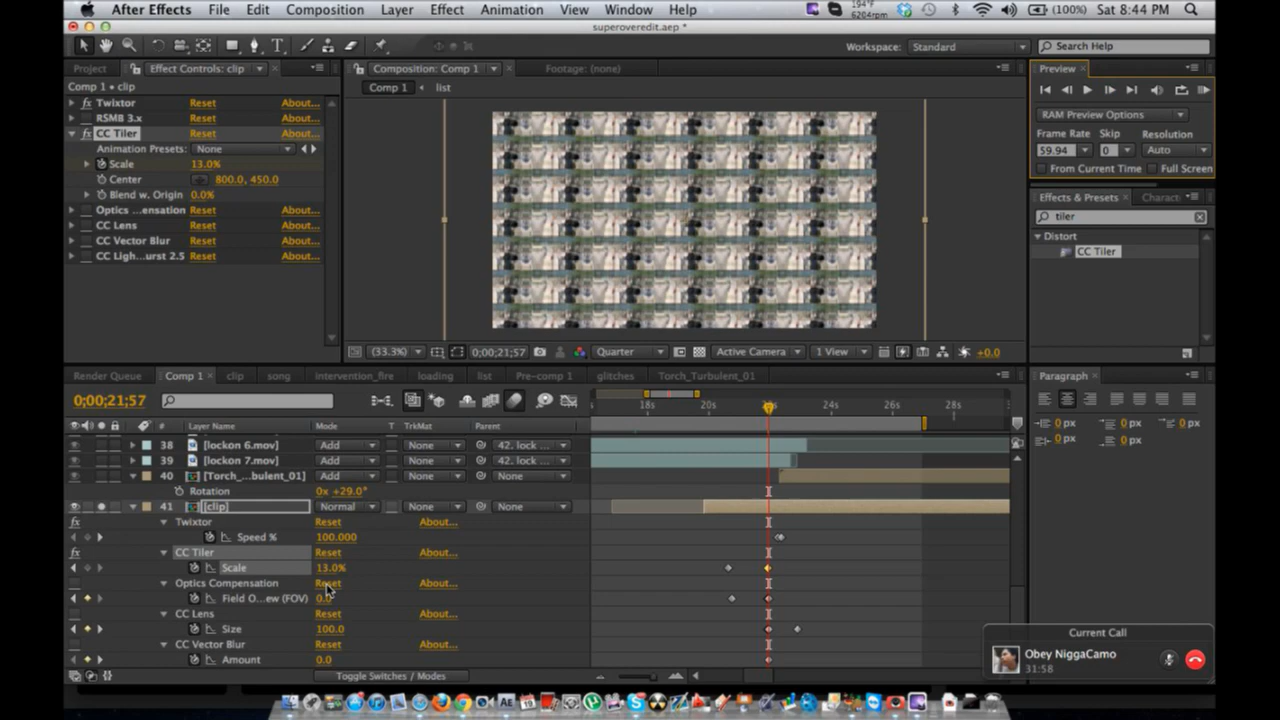 After Effects File Edit Composition Layer Effect Animation View Window Help 194°F 6204rpm (100%) Sat 8:44 PM
superoveredit.aep *
Workspace: Standard Search Help
Project Effect Controls: clip Composition: Comp 1 Footage: (none) Preview
Comp 1 • clip Comp 1 list
Twixtor Reset About...
RSMB 3.x Reset About...
CC Tiler Reset About...
Animation Presets: None
Scale 13.0%
Center 800.0, 450.0
Blend w. Origin 0.0%
Optics ...ensation Reset About...
CC Lens Reset About...
CC Vector Blur Reset About...
CC Ligh...urst 2.5 Reset About...
RAM Preview Options
Frame Rate Skip Resolution
59.94 0 Auto
From Current Time Full Screen
Effects & Presets Charact
tiler
Distort
CC Tiler
(33.3%) 0;00;21;57 Quarter Active Camera 1 View +0.0
Render Queue Comp 1 clip song intervention_fire loading list Pre-comp 1 glitches Torch_Turbulent_01 Paragraph
0;00;21;57 18s 20s 24s 26s 28s
# Layer Name Mode T TrkMat Parent
38 [lockon 6.mov] Add None 42. lock ...
39 [lockon 7.mov] Add None 42. lock ...
40 [Torch_...bulent_01] Add None None
Rotation 0x +29.0°
41 [clip] Normal None None
Twixtor Reset About...
Speed % 100.000
CC Tiler Reset About...
Scale 13.0%
Optics Compensation Reset About...
Field O...ew (FOV) 0.0
CC Lens Reset About...
Size 100.0
CC Vector Blur Reset About...
Amount 0.0
Toggle Switches / Modes
0 px 0 px 0 px
0 px 0 px
Current Call
Obey NiggaCamo
31:58